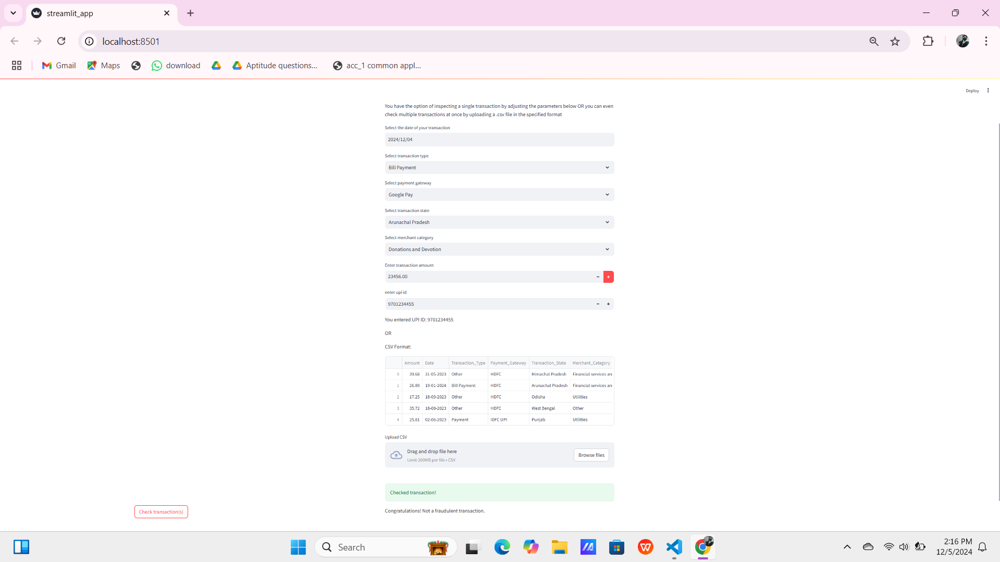 streamlit_app
localhost:8501
Gmail
Maps
download
Aptitude questions...
acc_1 common appl...
Deploy
You have the option of inspecting a single transaction by adjusting the parameters below OR you can even
check multiple transactions at once by uploading a .csv file in the specified format
Select the date of your transaction
2024/12/04
Select transaction type
Bill Payment
Select payment gateway
Google Pay
Select transaction state
Arunachal Pradesh
Select merchant category
Donations and Devotion
Enter transaction amount
23456.00
enter upi id
9701234455
You entered UPI ID: 9701234455
OR
CSV Format:
Amount Date Transaction_Type Payment_Gateway Transaction_State Merchant_Category
0 39.68 31-05-2023 Other HDFC Himachal Pradesh Financial services an
1 26.89 19-01-2024 Bill Payment HDFC Arunachal Pradesh Financial services an
2 17.25 18-09-2023 Other HDFC Odisha Utilities
3 35.72 18-08-2023 Other HDFC West Bengal Other
4 25.81 02-06-2023 Payment IDFC UPI Punjab Utilities
Upload CSV
Drag and drop file here
Limit 200MB per file • CSV
Browse files
Checked transaction!
Check transaction(s)
Congratulations! Not a fraudulent transaction.
Search
2:16 PM
12/5/2024